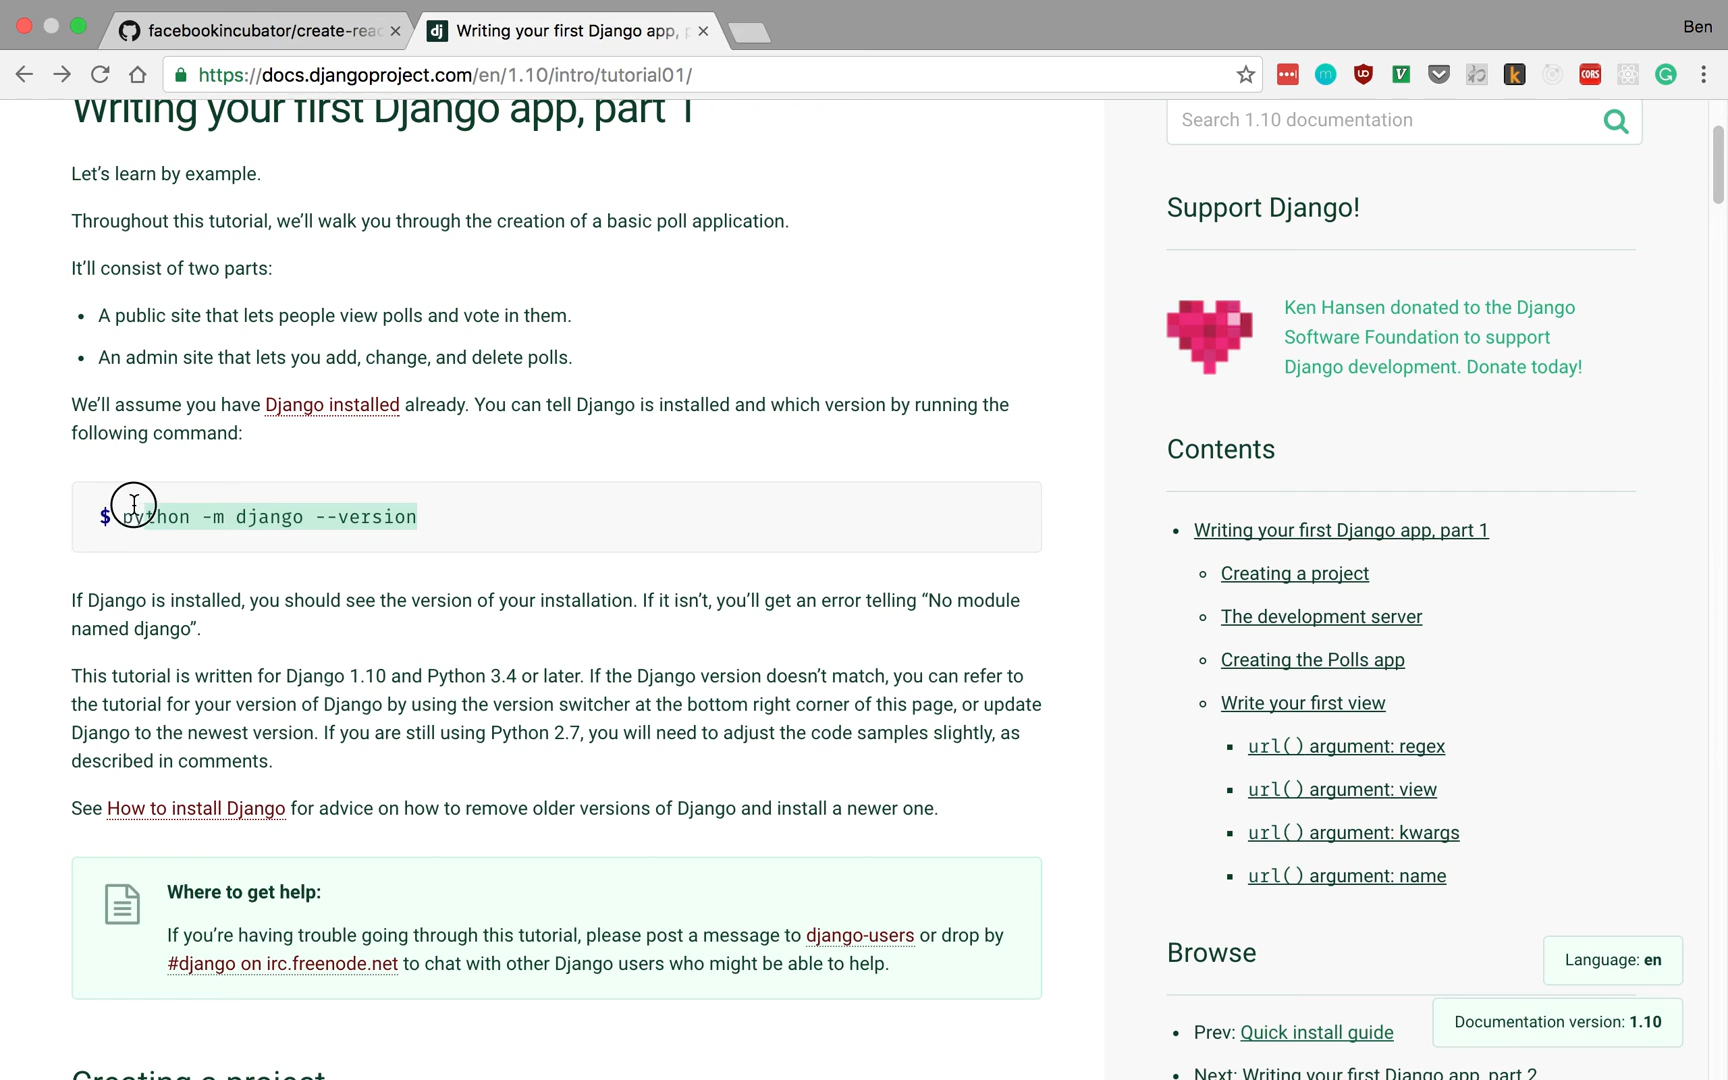 facebookincubator/create-reac
Writing your first Django app, p
Ben
https://docs.djangoproject.com/en/1.10/intro/tutorial01/
Writing your first Django app, part 1
Let’s learn by example.
Throughout this tutorial, we’ll walk you through the creation of a basic poll application.
It’ll consist of two parts:
• A public site that lets people view polls and vote in them.
• An admin site that lets you add, change, and delete polls.
We’ll assume you have Django installed already. You can tell Django is installed and which version by running the
following command:
$ python -m django --version
If Django is installed, you should see the version of your installation. If it isn’t, you’ll get an error telling “No module
named django”.
This tutorial is written for Django 1.10 and Python 3.4 or later. If the Django version doesn’t match, you can refer to
the tutorial for your version of Django by using the version switcher at the bottom right corner of this page, or update
Django to the newest version. If you are still using Python 2.7, you will need to adjust the code samples slightly, as
described in comments.
See How to install Django for advice on how to remove older versions of Django and install a newer one.
Where to get help:
If you’re having trouble going through this tutorial, please post a message to django-users or drop by
#django on irc.freenode.net to chat with other Django users who might be able to help.
Creating a project
Search 1.10 documentation
Support Django!
Ken Hansen donated to the Django
Software Foundation to support
Django development. Donate today!
Contents
• Writing your first Django app, part 1
Creating a project
The development server
Creating the Polls app
Write your first view
url() argument: regex
url() argument: view
url() argument: kwargs
url() argument: name
Browse
Language: en
• Prev: Quick install guide
Documentation version: 1.10
• Next: Writing your first Django app, part 2